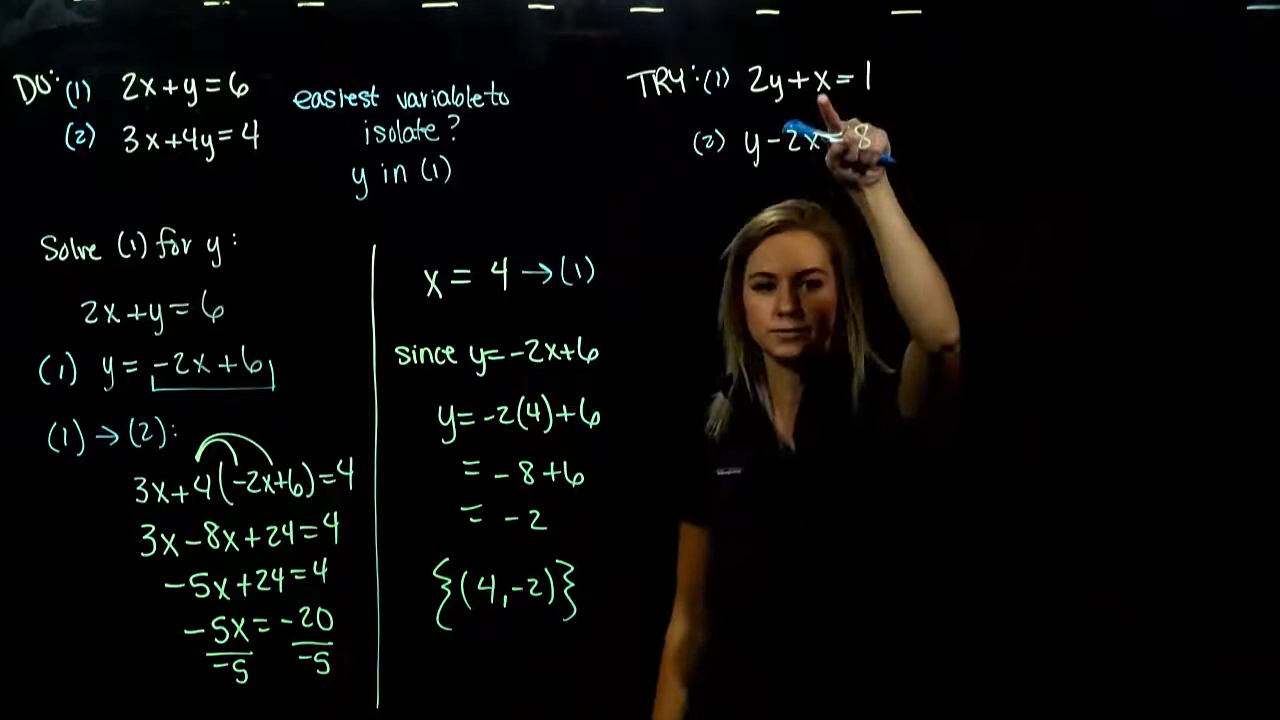 DO: (1) 2x+y=6
(2) 3x+4y=4
easiest variable to
isolate?
y in (1)
Solve (1) for y:
2x+y=6
(1) y= -2x+6
(1)→(2):
3x+4(-2x+6)=4
3x-8x+24=4
-5x+24=4
-5x=-20
-5 -5
x= 4→(1)
since y=-2x+6
y=-2(4)+6
= -8+6
= -2
{(4,-2)}
TRY: (1) 2y+x=1
(2) y-2x=8